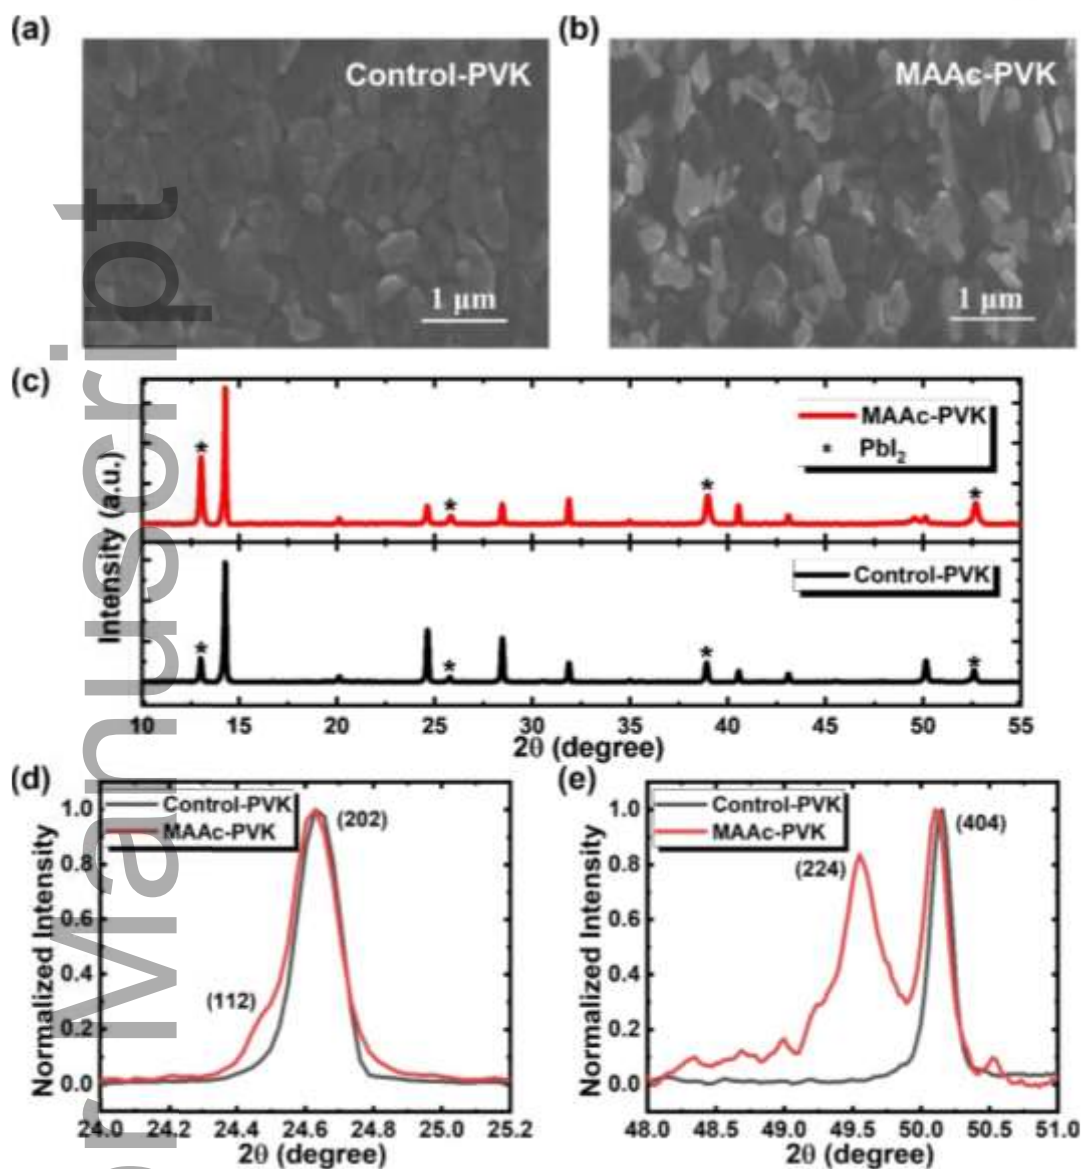 (a)
Control-PVK
1 μm
(b)
MAAc-PVK
1 μm
(c)
Intensity (a.u.)
MAAc-PVK
* PbI₂
* * * *
Control-PVK
* * * *
10 15 20 25 30 35 40 45 50 55
2θ (degree)
(d)
Normalized Intensity
1.0
0.8
0.6
0.4
0.2
0.0
Control-PVK
MAAc-PVK
(202)
(112)
24.0 24.2 24.4 24.6 24.8 25.0 25.2
2θ (degree)
(e)
Normalized Intensity
1.0
0.8
0.6
0.4
0.2
0.0
Control-PVK
MAAc-PVK
(404)
(224)
48.0 48.5 49.0 49.5 50.0 50.5 51.0
2θ (degree)
Manuscript